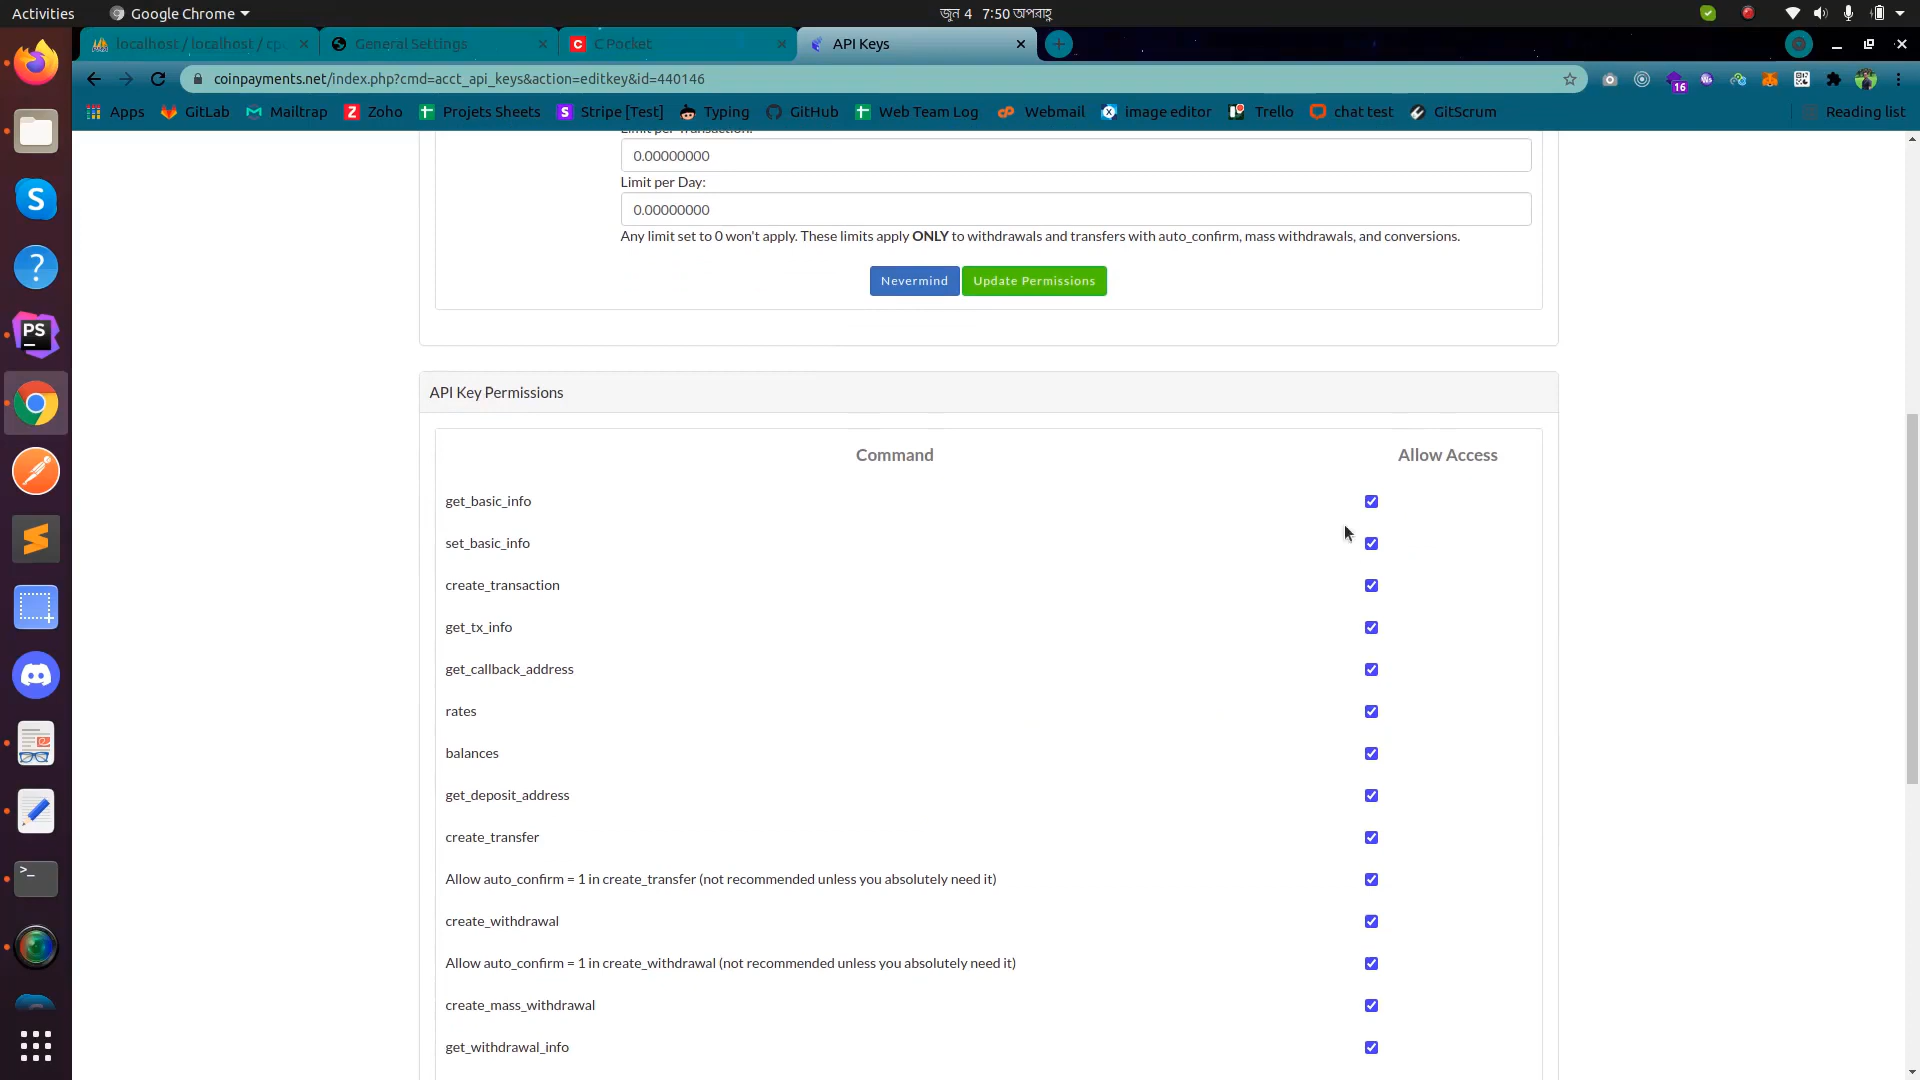 Activities
Google Chrome
জুন 4 7:50 অপরাহ্ণ
localhost / localhost / cp
General Settings
C Pocket
API Keys
coinpayments.net/index.php?cmd=acct_api_keys&action=editkey&id=440146
16
Apps
GitLab
Mailtrap
Zoho
Projets Sheets
Stripe [Test]
Typing
GitHub
Web Team Log
Webmail
image editor
Trello
chat test
GitScrum
Reading list
Limit per Transaction:
0.00000000
Limit per Day:
0.00000000
Any limit set to 0 won't apply. These limits apply ONLY to withdrawals and transfers with auto_confirm, mass withdrawals, and conversions.
Nevermind
Update Permissions
API Key Permissions
Command
Allow Access
get_basic_info
set_basic_info
create_transaction
get_tx_info
get_callback_address
rates
balances
get_deposit_address
create_transfer
Allow auto_confirm = 1 in create_transfer (not recommended unless you absolutely need it)
create_withdrawal
Allow auto_confirm = 1 in create_withdrawal (not recommended unless you absolutely need it)
create_mass_withdrawal
get_withdrawal_info